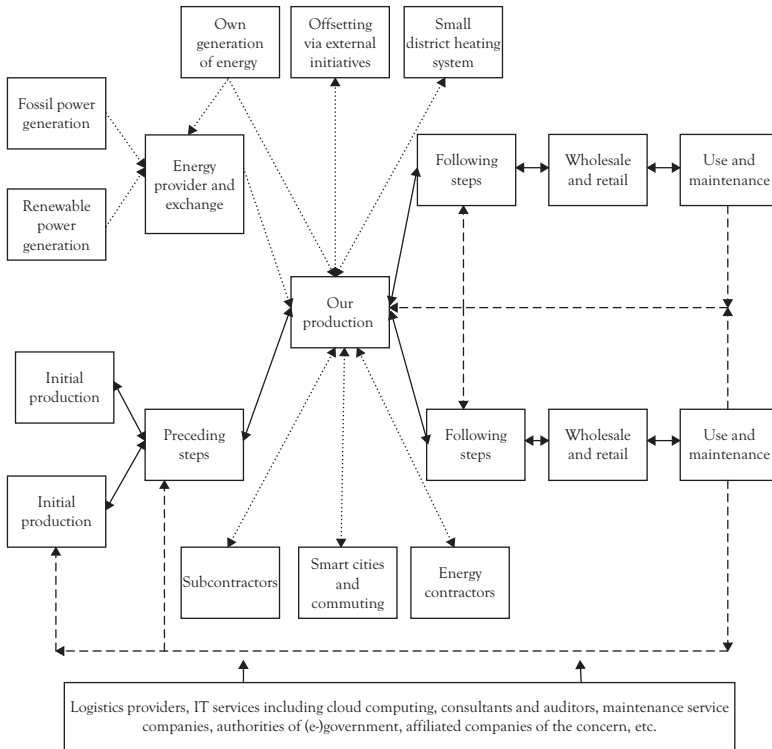 Own
generation
of energy
Offsetting
via external
initiatives
Small
district heating
system
Fossil power
generation
Energy
provider and
exchange
Renewable
power
generation
Following
steps
Wholesale
and retail
Use and
maintenance
Our
production
Initial
production
Preceding
steps
Initial
production
Following
steps
Wholesale
and retail
Use and
maintenance
Subcontractors
Smart cities
and
commuting
Energy
contractors
Logistics providers, IT services including cloud computing, consultants and auditors, maintenance service
companies, authorities of (e-)government, affiliated companies of the concern, etc.